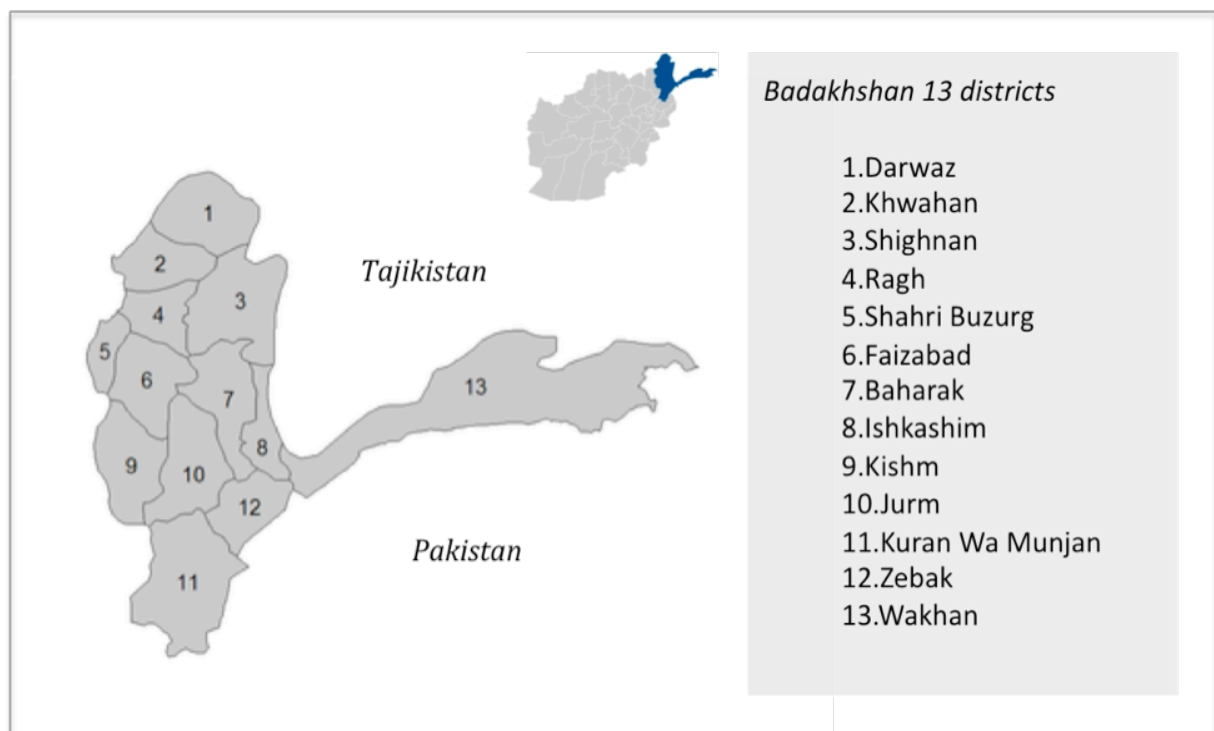 Badakhshan 13 districts
1.Darwaz
2.Khwahan
3.Shighnan
4.Ragh
5.Shahri Buzurg
6.Faizabad
7.Baharak
8.Ishkashim
9.Kishm
10.Jurm
11.Kuran Wa Munjan
12.Zebak
13.Wakhan
Tajikistan
Pakistan
1
2
3
4
5
6
7
8
9
10
11
12
13